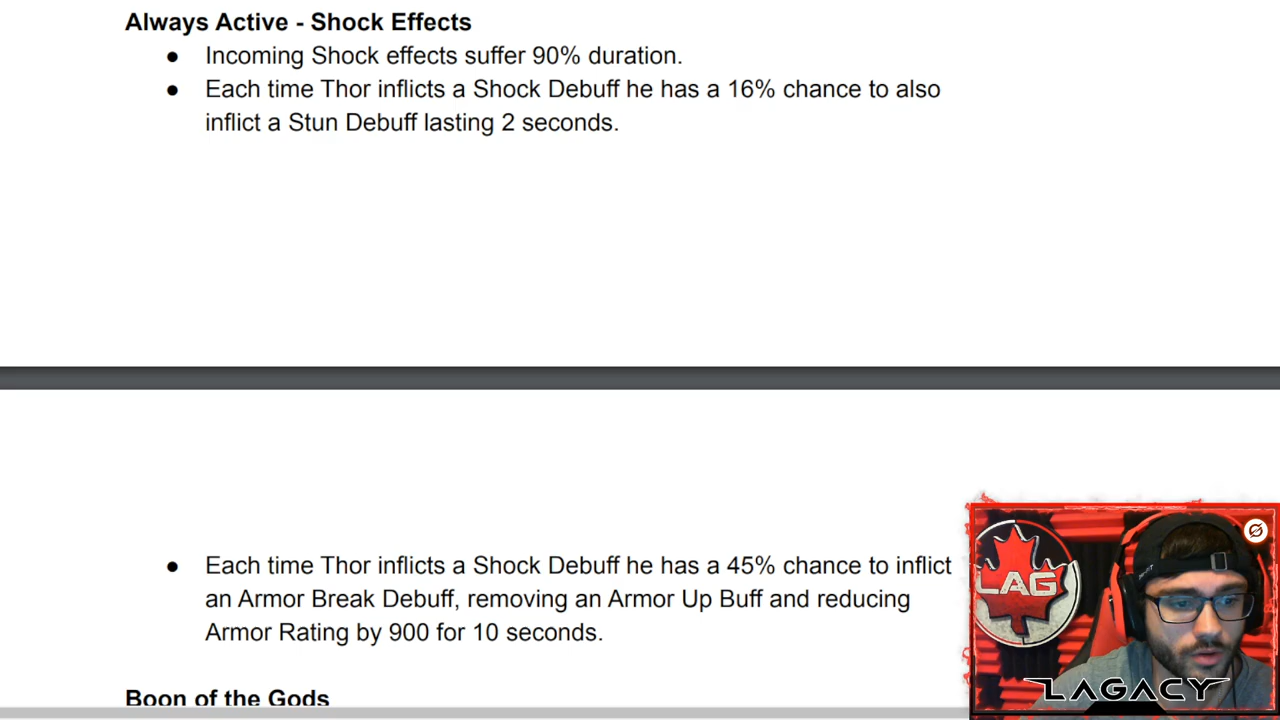 Always Active - Shock Effects
● Incoming Shock effects suffer 90% duration.
● Each time Thor inflicts a Shock Debuff he has a 16% chance to also
inflict a Stun Debuff lasting 2 seconds.
● Each time Thor inflicts a Shock Debuff he has a 45% chance to inflict
an Armor Break Debuff, removing an Armor Up Buff and reducing
Armor Rating by 900 for 10 seconds.
Boon of the Gods
LAG
LAGACY